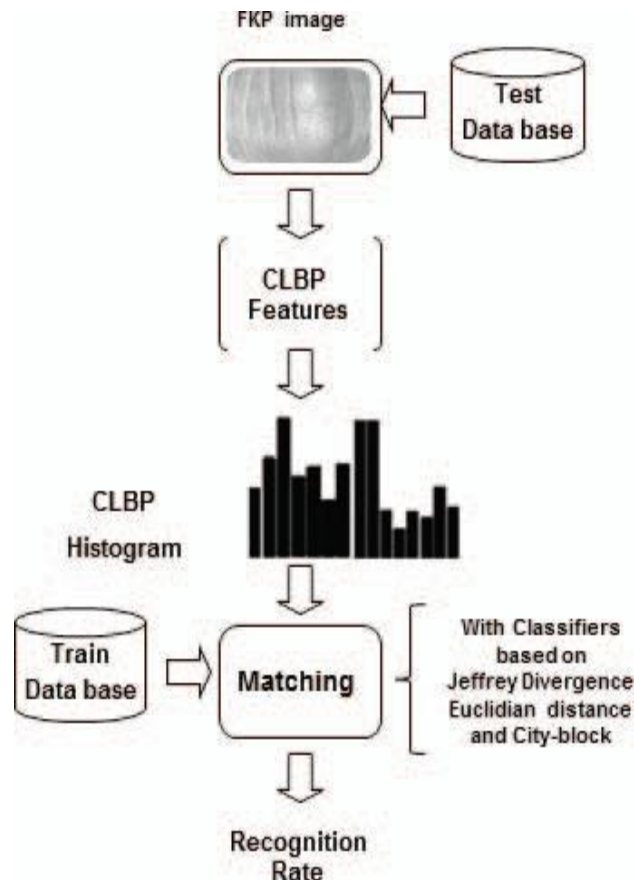 FKP image
Test
Data base
CLBP
Features
CLBP
Histogram
Train
Data base
Matching
With Classifiers
based on
Jeffrey Divergence
Euclidian distance
and City-block
Recognition
Rate